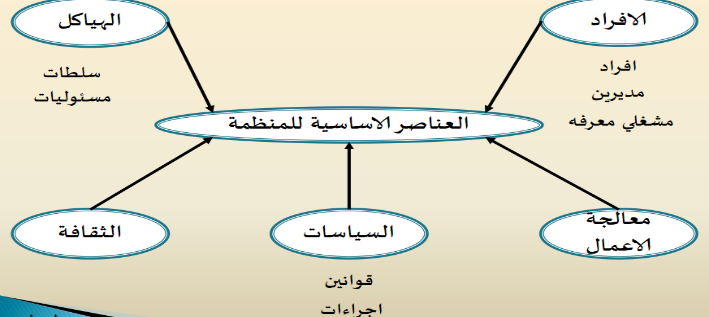 الافراد
افراد
مديرين
مشغلي معرفه
الهياكل
سلطات
مسئوليات
العناصر الاساسية للمنظمة
معالجة
الاعمال
السياسات
قوانين
اجراءات
الثقافة